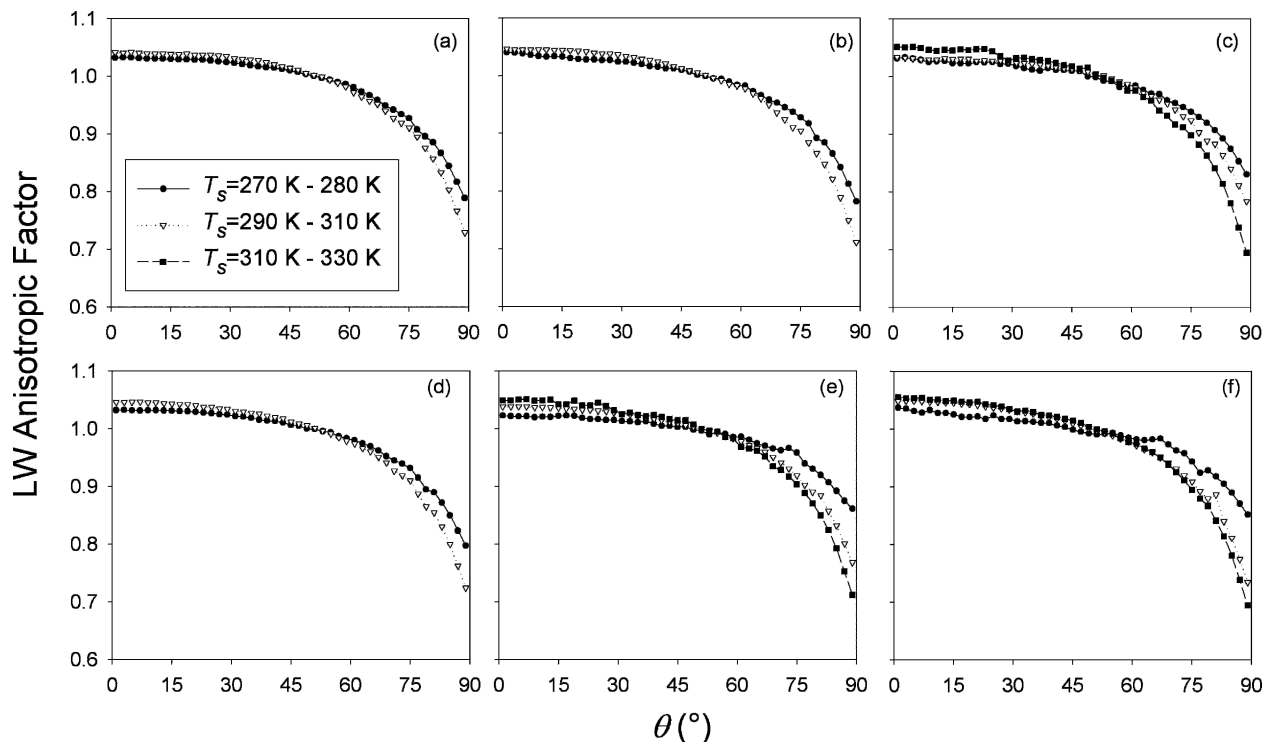 LW Anisotropic Factor
1.1
1.0
0.9
0.8
0.7
0.6
(a)
Ts=270 K - 280 K
Ts=290 K - 310 K
Ts=310 K - 330 K
0 15 30 45 60 75 90
(b)
0 15 30 45 60 75 90
(c)
0 15 30 45 60 75 90
1.1
1.0
0.9
0.8
0.7
0.6
(d)
0 15 30 45 60 75 90
(e)
0 15 30 45 60 75 90
(f)
0 15 30 45 60 75 90
θ (°)